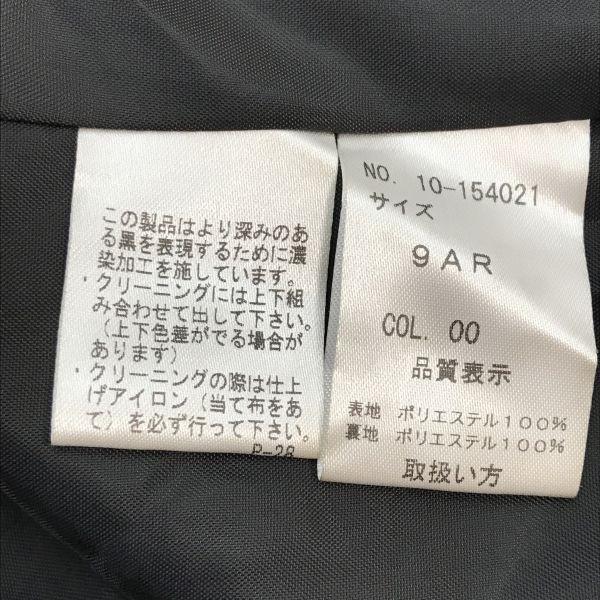 この製品はより深みのあ
る黒を表現するために濃
染加工を施しています。
・クリーニングには上下組
み合わせて出して下さい。
(上下色差がでる場合が
あります)
・クリーニングの際は仕上
げアイロン(当て布をあ
て)を必ず行って下さい。
P-28
NO. 10-154021
サイズ
9AR
COL. 00
品質表示
表地 ポリエステル100%
裏地 ポリエステル100%
取扱い方